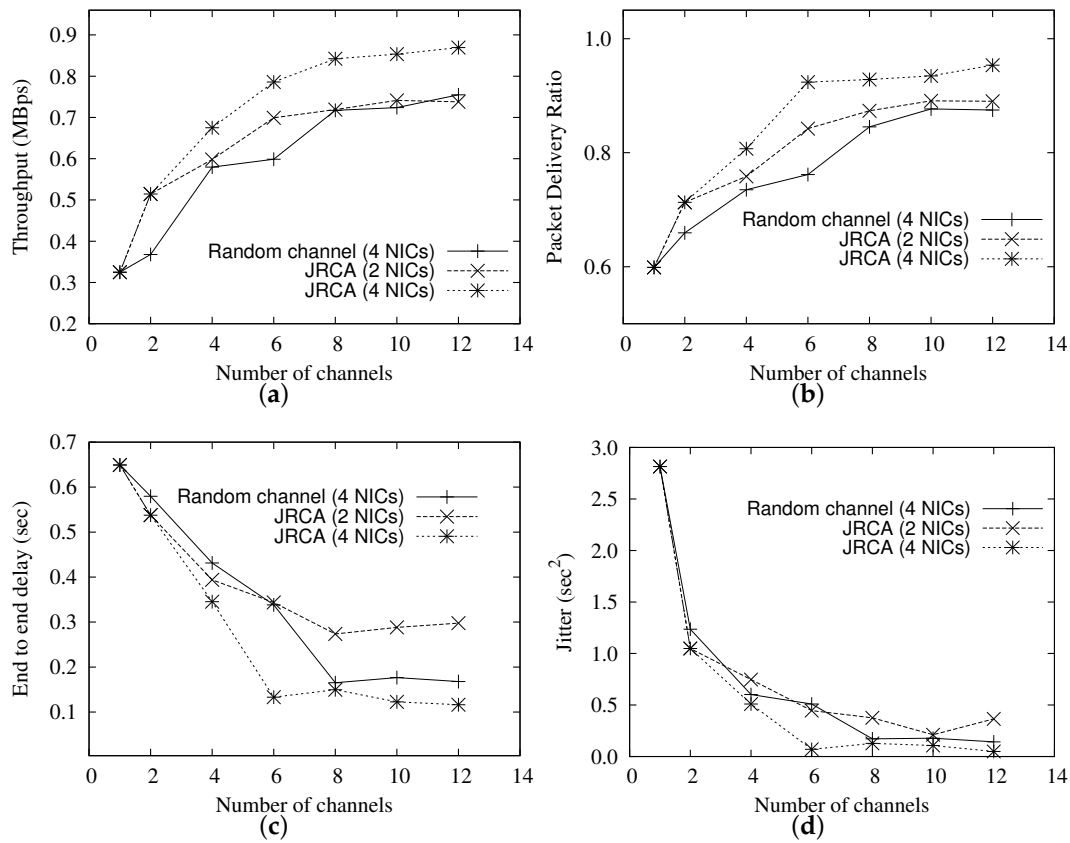 0.9
0.8
0.7
0.6
0.5
0.4
0.3
0.2
Throughput (MBps)
Random channel (4 NICs)
JRCA (2 NICs)
JRCA (4 NICs)
0 2 4 6 8 10 12 14
Number of channels
(a)
1.0
0.8
0.6
Packet Delivery Ratio
Random channel (4 NICs)
JRCA (2 NICs)
JRCA (4 NICs)
0 2 4 6 8 10 12 14
Number of channels
(b)
0.7
0.6
0.5
0.4
0.3
0.2
0.1
End to end delay (sec)
Random channel (4 NICs)
JRCA (2 NICs)
JRCA (4 NICs)
0 2 4 6 8 10 12 14
Number of channels
(c)
3.0
2.5
2.0
1.5
1.0
0.5
0.0
Jitter (sec²)
Random channel (4 NICs)
JRCA (2 NICs)
JRCA (4 NICs)
0 2 4 6 8 10 12 14
Number of channels
(d)